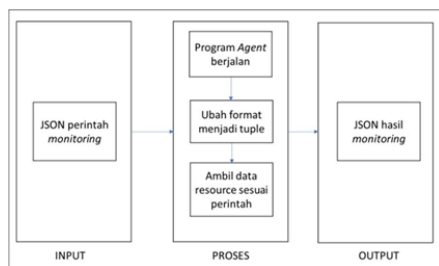 JSON perintah
monitoring
INPUT
Program Agent
berjalan
Ubah format
menjadi tuple
Ambil data
resource sesuai
perintah
PROSES
JSON hasil
monitoring
OUTPUT